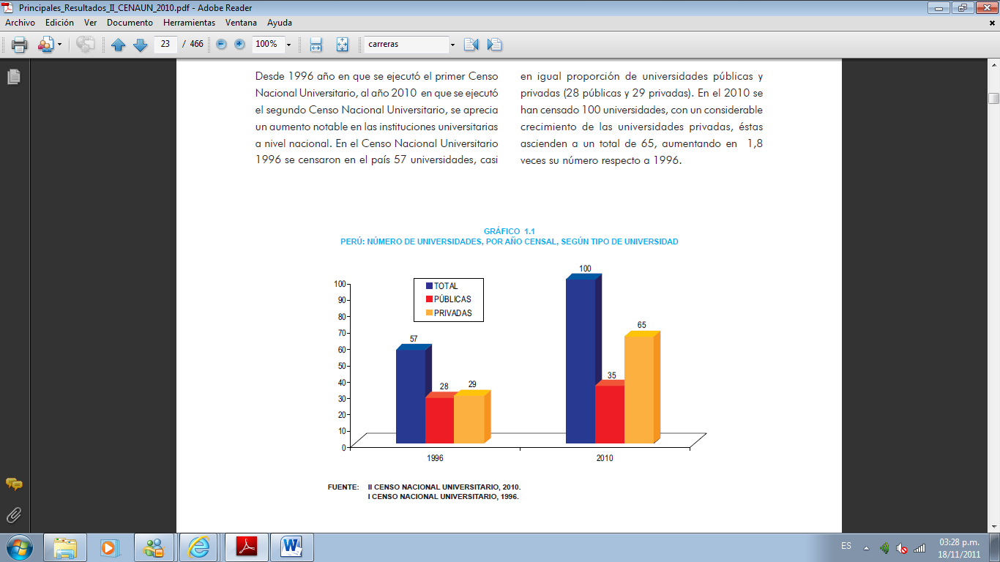 Principales_Resultados_II_CENAUN_2010.pdf - Adobe Reader
Archivo Edición Ver Documento Herramientas Ventana Ayuda
23 / 466 100% carreras
Desde 1996 año en que se ejecutó el primer Censo
Nacional Universitario, al año 2010 en que se ejecutó
el segundo Censo Nacional Universitario, se aprecia
un aumento notable en las instituciones universitarias
a nivel nacional. En el Censo Nacional Universitario
1996 se censaron en el país 57 universidades, casi
en igual proporción de universidades públicas y
privadas (28 públicas y 29 privadas). En el 2010 se
han censado 100 universidades, con un considerable
crecimiento de las universidades privadas, éstas
ascienden a un total de 65, aumentando en 1,8
veces su número respecto a 1996.
GRÁFICO 1.1
PERÚ: NÚMERO DE UNIVERSIDADES, POR AÑO CENSAL, SEGÚN TIPO DE UNIVERSIDAD
100
90
80
70
60
50
40
30
20
10
0
TOTAL
PÚBLICAS
PRIVADAS
57
28
29
100
35
65
1996
2010
FUENTE: II CENSO NACIONAL UNIVERSITARIO, 2010.
I CENSO NACIONAL UNIVERSITARIO, 1996.
ES
03:28 p.m.
18/11/2011